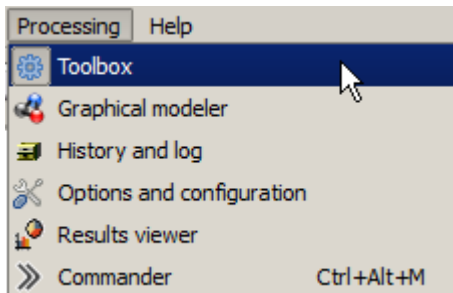 Processing Help
Toolbox
Graphical modeler
History and log
Options and configuration
Results viewer
Commander Ctrl+Alt+M